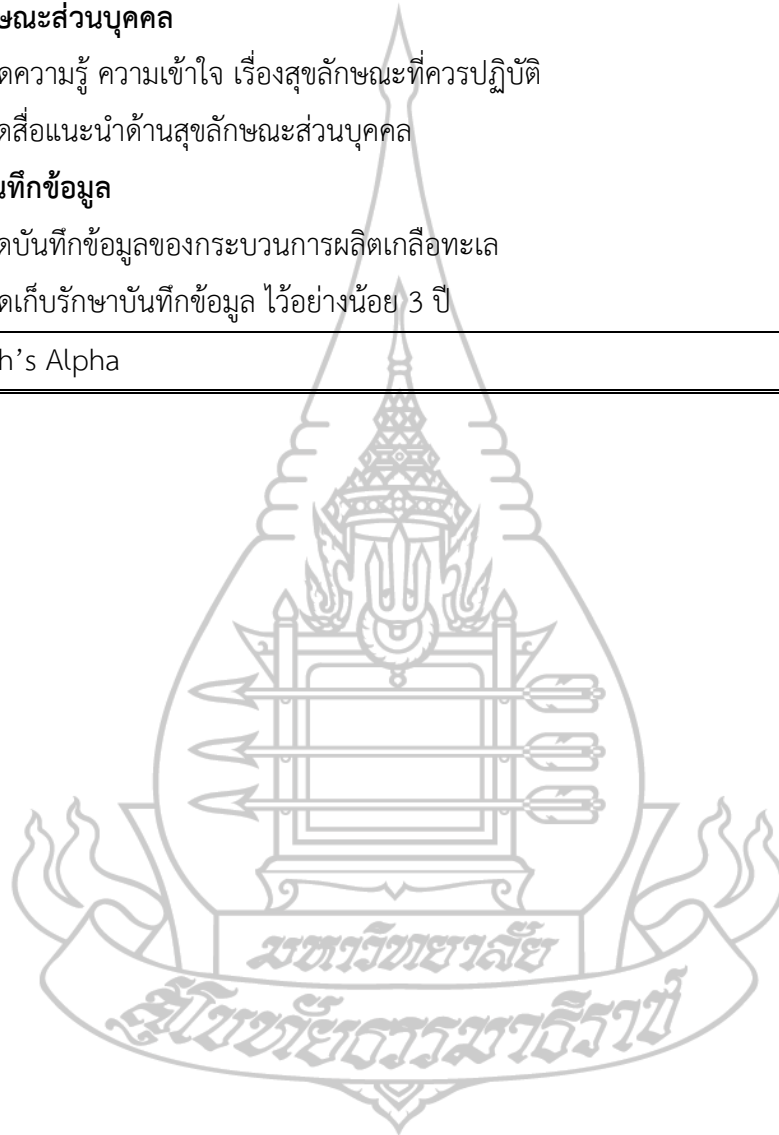 ษณะส่วนบุคคล
ดความรู้ ความเข้าใจ เรื่องสุขลักษณะที่ควรปฏิบัติ
ดสื่อแนะนำด้านสุขลักษณะส่วนบุคคล
นทึกข้อมูล
ดบันทึกข้อมูลของกระบวนการผลิตเกลือทะเล
ดเก็บรักษาบันทึกข้อมูล ไว้อย่างน้อย 3 ปี
h’s Alpha
มหาวิทยาลัย
สุโขทัยธรรมาธิราช